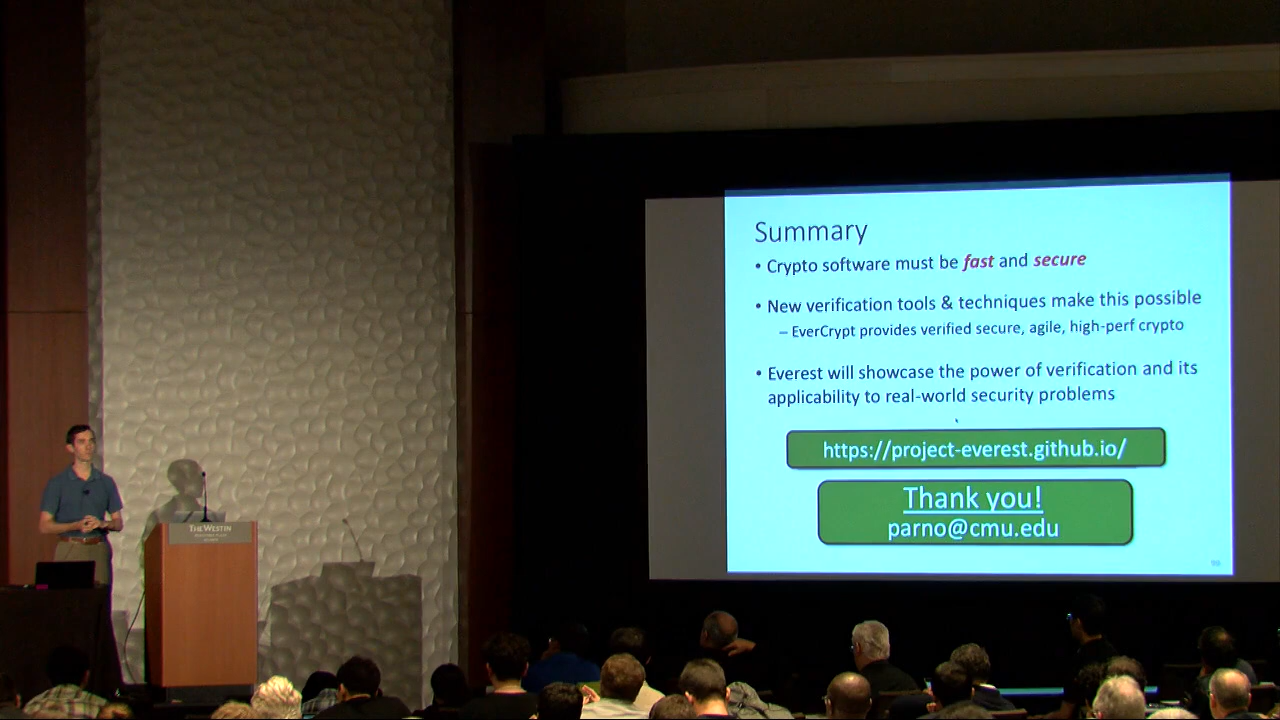 Summary
• Crypto software must be fast and secure
• New verification tools & techniques make this possible
– EverCrypt provides verified secure, agile, high-perf crypto
• Everest will showcase the power of verification and its
applicability to real-world security problems
https://project-everest.github.io/
Thank you!
parno@cmu.edu
THE WESTIN